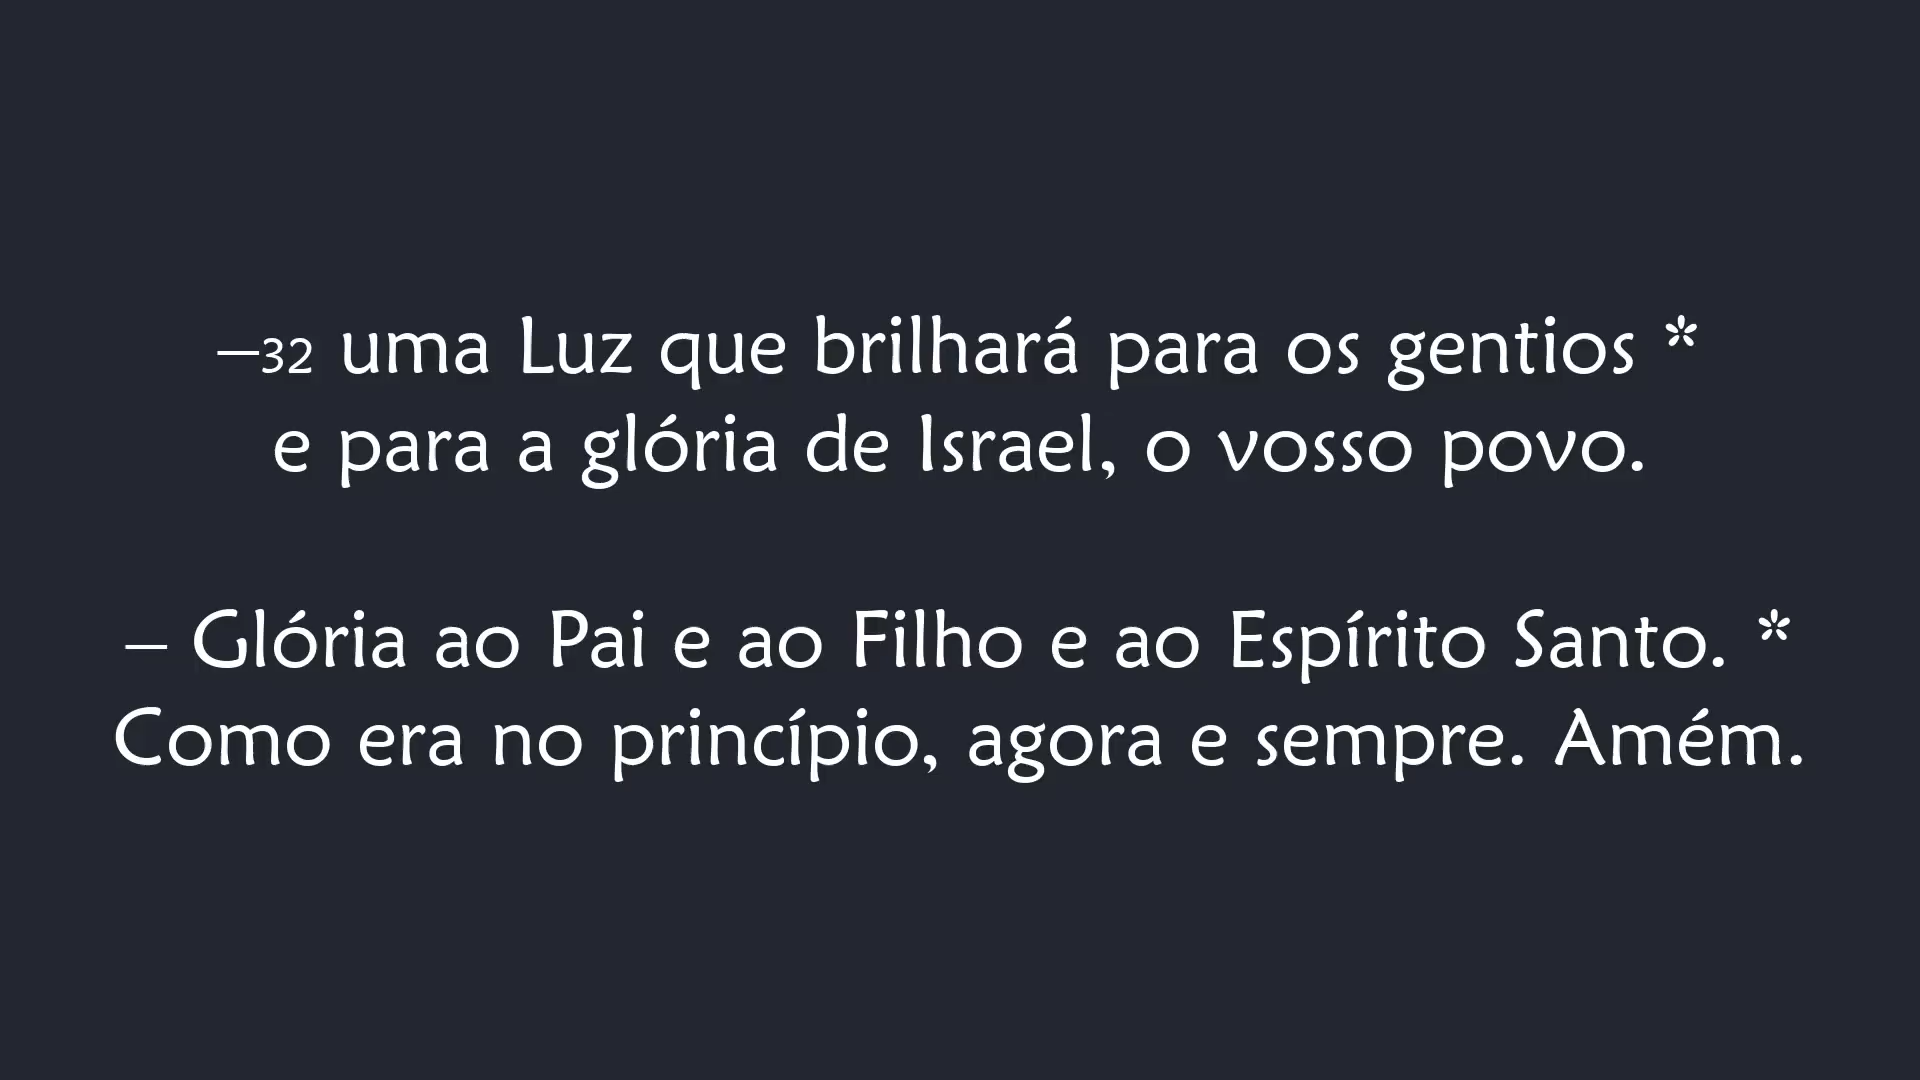 –32 uma Luz que brilhará para os gentios *
e para a glória de Israel, o vosso povo.
– Glória ao Pai e ao Filho e ao Espírito Santo. *
Como era no princípio, agora e sempre. Amém.